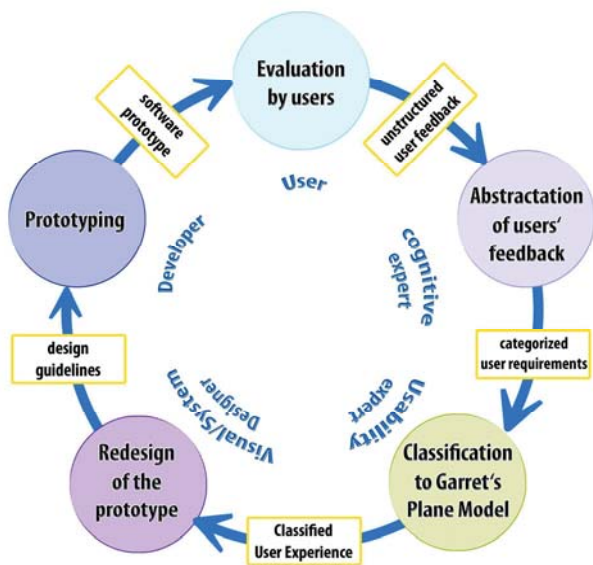 Evaluation
by users
unstructured
user feedback
Abstractation
of users'
feedback
categorized
user requirements
Classification
to Garret's
Plane Model
Classified
User Experience
Redesign
of the
prototype
design
guidelines
Prototyping
software
prototype
User
cognitive
expert
Usability
expert
Visual/System
Designer
Developer